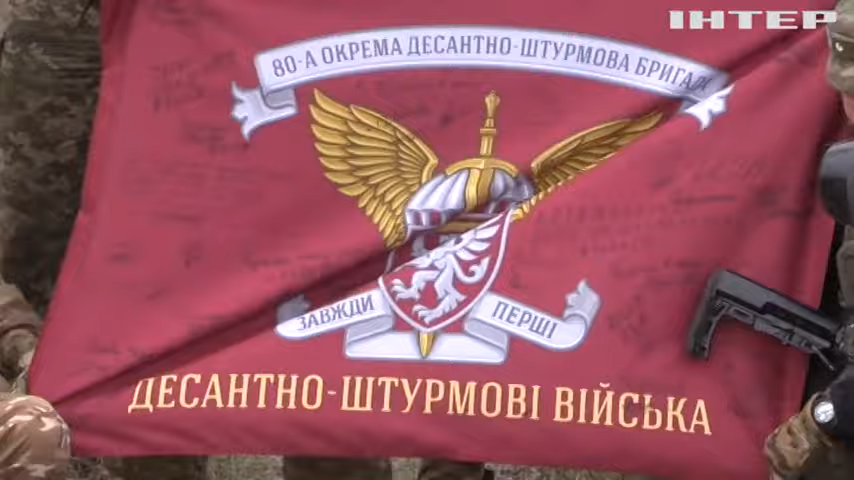 ІНТЕР
80-А ОКРЕМА ДЕСАНТНО-ШТУРМОВА БРИГАДА
ЗАВЖДИ
ПЕРШІ
ДЕСАНТНО-ШТУРМОВІ ВІЙСЬКА